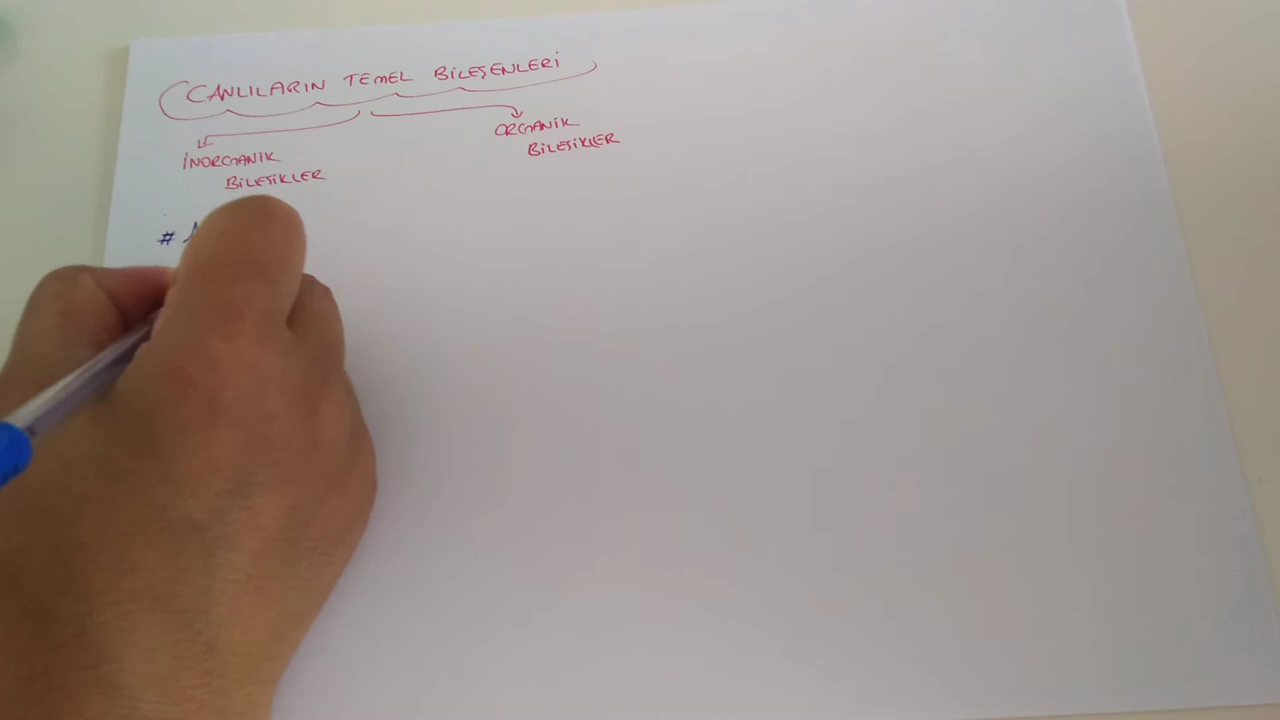 CANLILARIN TEMEL BİLEŞENLERİ
İNORGANİK
BİLEŞİKLER
ORGANİK
BİLEŞİKLER
#